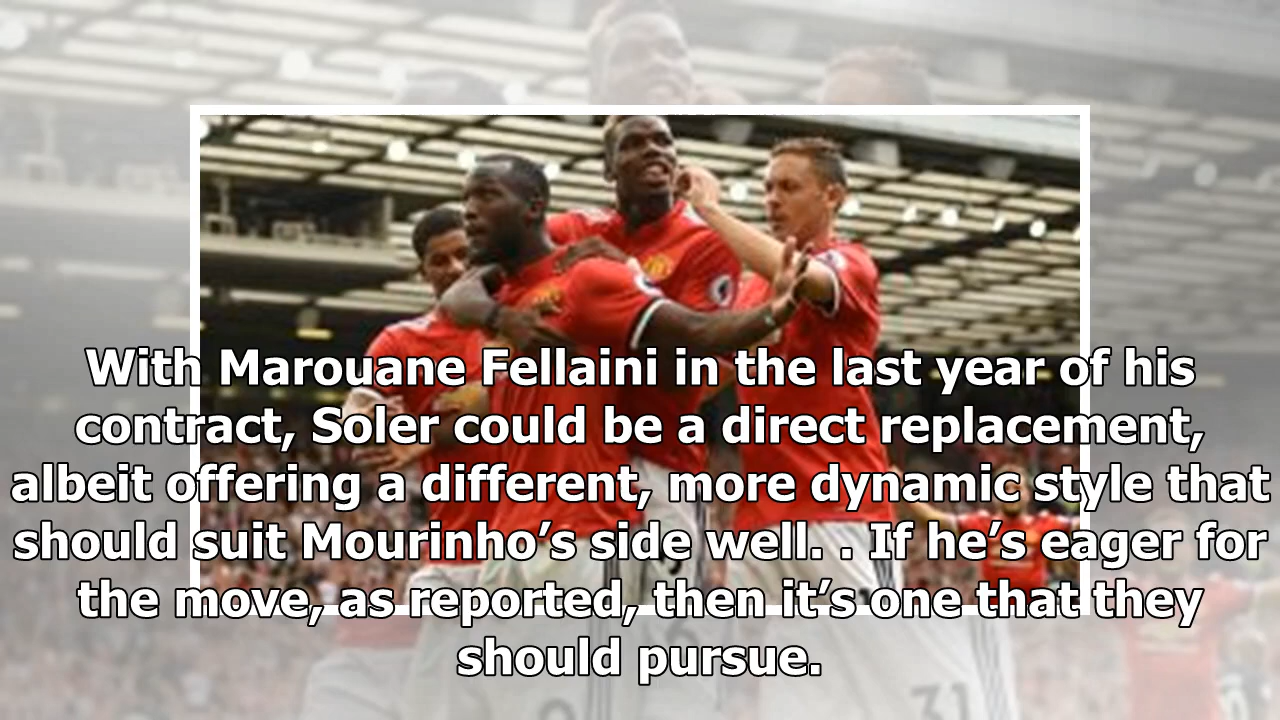 With Marouane Fellaini in the last year of his
contract, Soler could be a direct replacement,
albeit offering a different, more dynamic style that
should suit Mourinho’s side well. . If he’s eager for
the move, as reported, then it’s one that they
should pursue.
31